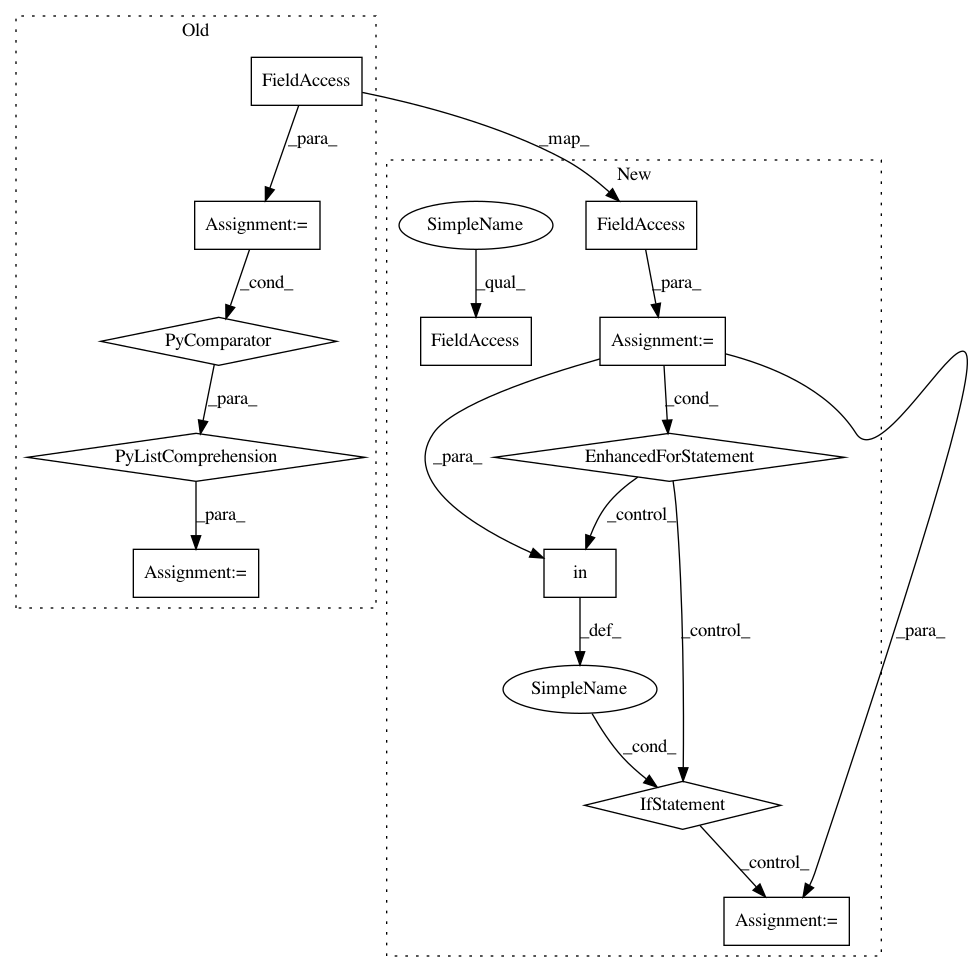 Old
FieldAccess
_para_
_map_
New
Assignment:=
SimpleName
FieldAccess
_cond_
_qual_
_para_
PyComparator
FieldAccess
Assignment:=
_para_
_cond_
PyListComprehension
_para_
EnhancedForStatement
_para_
_control_
Assignment:=
in
_def_
_control_
_para_
SimpleName
_cond_
IfStatement
_control_
Assignment:=